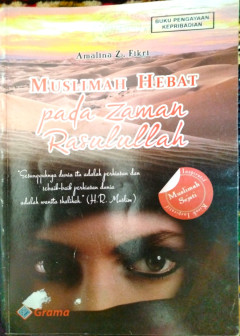 BUKU PENGAYAAN
KEPRIBADIAN
Amalina Z. Fikri
MUSLIMAH HEBAT
pada zaman
Rasulullah
"Sesungguhnya dunia itu adalah perhiasan dan
sebaik-baik perhiasan dunia
adalah wanita shalihah." (H.R. Muslim)
Muslimah
Sejati
Grama